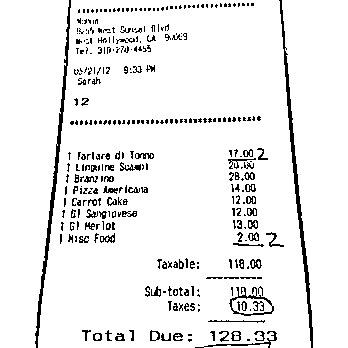 West Sunset Blvd
West Hollywood, CA 90069
Tel. 310-270-4455
05/21/12 9:33 PM
Sarah
12
1 Tartare di Tonno 17.00 2
1 Linguine Scampi 20.00
1 Branzino 28.00
1 Pizza Americana 14.00
1 Carrot Cake 12.00
1 Gl Sangiovese 12.00
1 Gl Merlot 13.00
1 Misc Food 2.00 2
Taxable: 118.00
Sub-total: 118.00
Taxes: 10.33
Total Due: 128.33